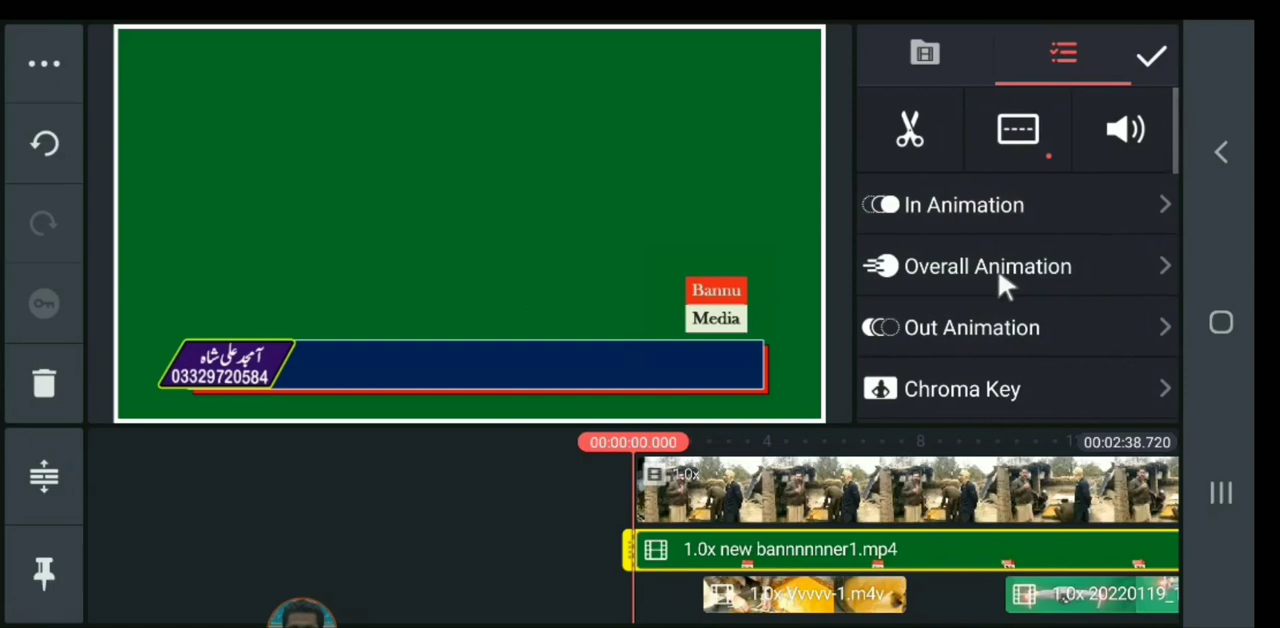 In Animation
Overall Animation
Bannu
Media
Out Animation
آمجد علی شاہ
03329720584
Chroma Key
00:00:00.000
4
8
00:02:38.720
1.0x
1.0x new bannnnnner1.mp4
1.0x Vvvvv-1.m4v
1.0x 20220119_1